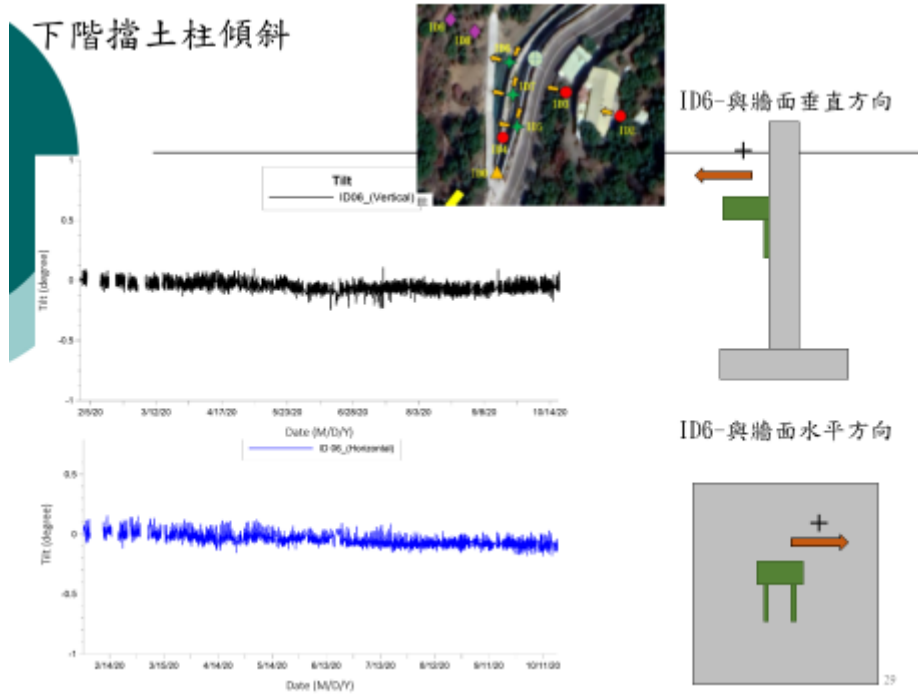 下階擋土柱傾斜
ID3
ID2
ID5
ID6-與牆面垂直方向
+
Tilt
ID06_(Vertical)
1
0.5
0
-0.5
-1
Tilt (degree)
2/5/20 3/12/20 4/17/20 5/23/20 6/28/20 8/3/20 9/8/20 10/14/20
Date (M/D/Y)
ID6-與牆面水平方向
+
ID 06_(Horizontal)
0.5
0
-0.5
-1
Tilt (degree)
2/14/20 3/15/20 4/14/20 5/14/20 6/13/20 7/13/20 8/12/20 9/11/20 10/11/20
Date (M/D/Y)
29